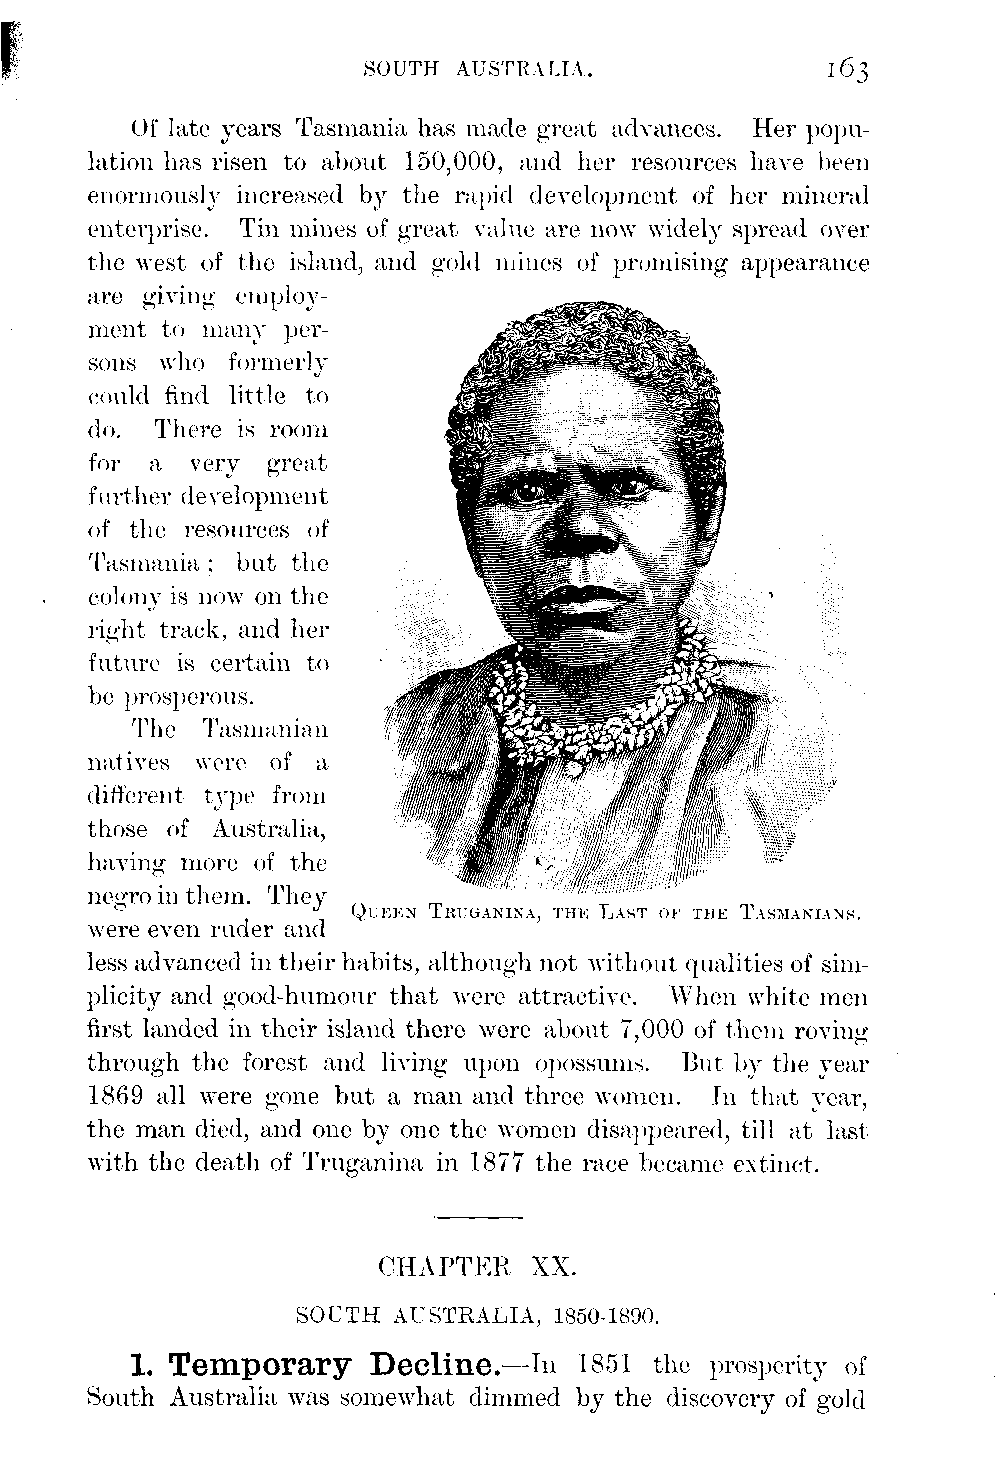 SOUTH AUSTRALIA. 163
Of late years Tasmania has made great advances. Her popu-
lation has risen to about 150,000, and her resources have been
enormously increased by the rapid development of her mineral
enterprise. Tin mines of great value are now widely spread over
the west of the island, and gold mines of promising appearance
are giving employ-
ment to many per-
sons who formerly
could find little to
do. There is room
for a very great
further development
of the resources of
Tasmania; but the
colony is now on the
right track, and her
future is certain to
be prosperous.
The Tasmanian
natives were of a
different type from
those of Australia,
having more of the
negro in them. They
were even ruder and
QUEEN TRUGANINA, THE LAST OF THE TASMANIANS.
less advanced in their habits, although not without qualities of sim-
plicity and good-humour that were attractive. When white men
first landed in their island there were about 7,000 of them roving
through the forest and living upon opossums. But by the year
1869 all were gone but a man and three women. In that year,
the man died, and one by one the women disappeared, till at last
with the death of Truganina in 1877 the race became extinct.
CHAPTER XX.
SOUTH AUSTRALIA, 1850-1890.
1. Temporary Decline.—In 1851 the prosperity of
South Australia was somewhat dimmed by the discovery of gold